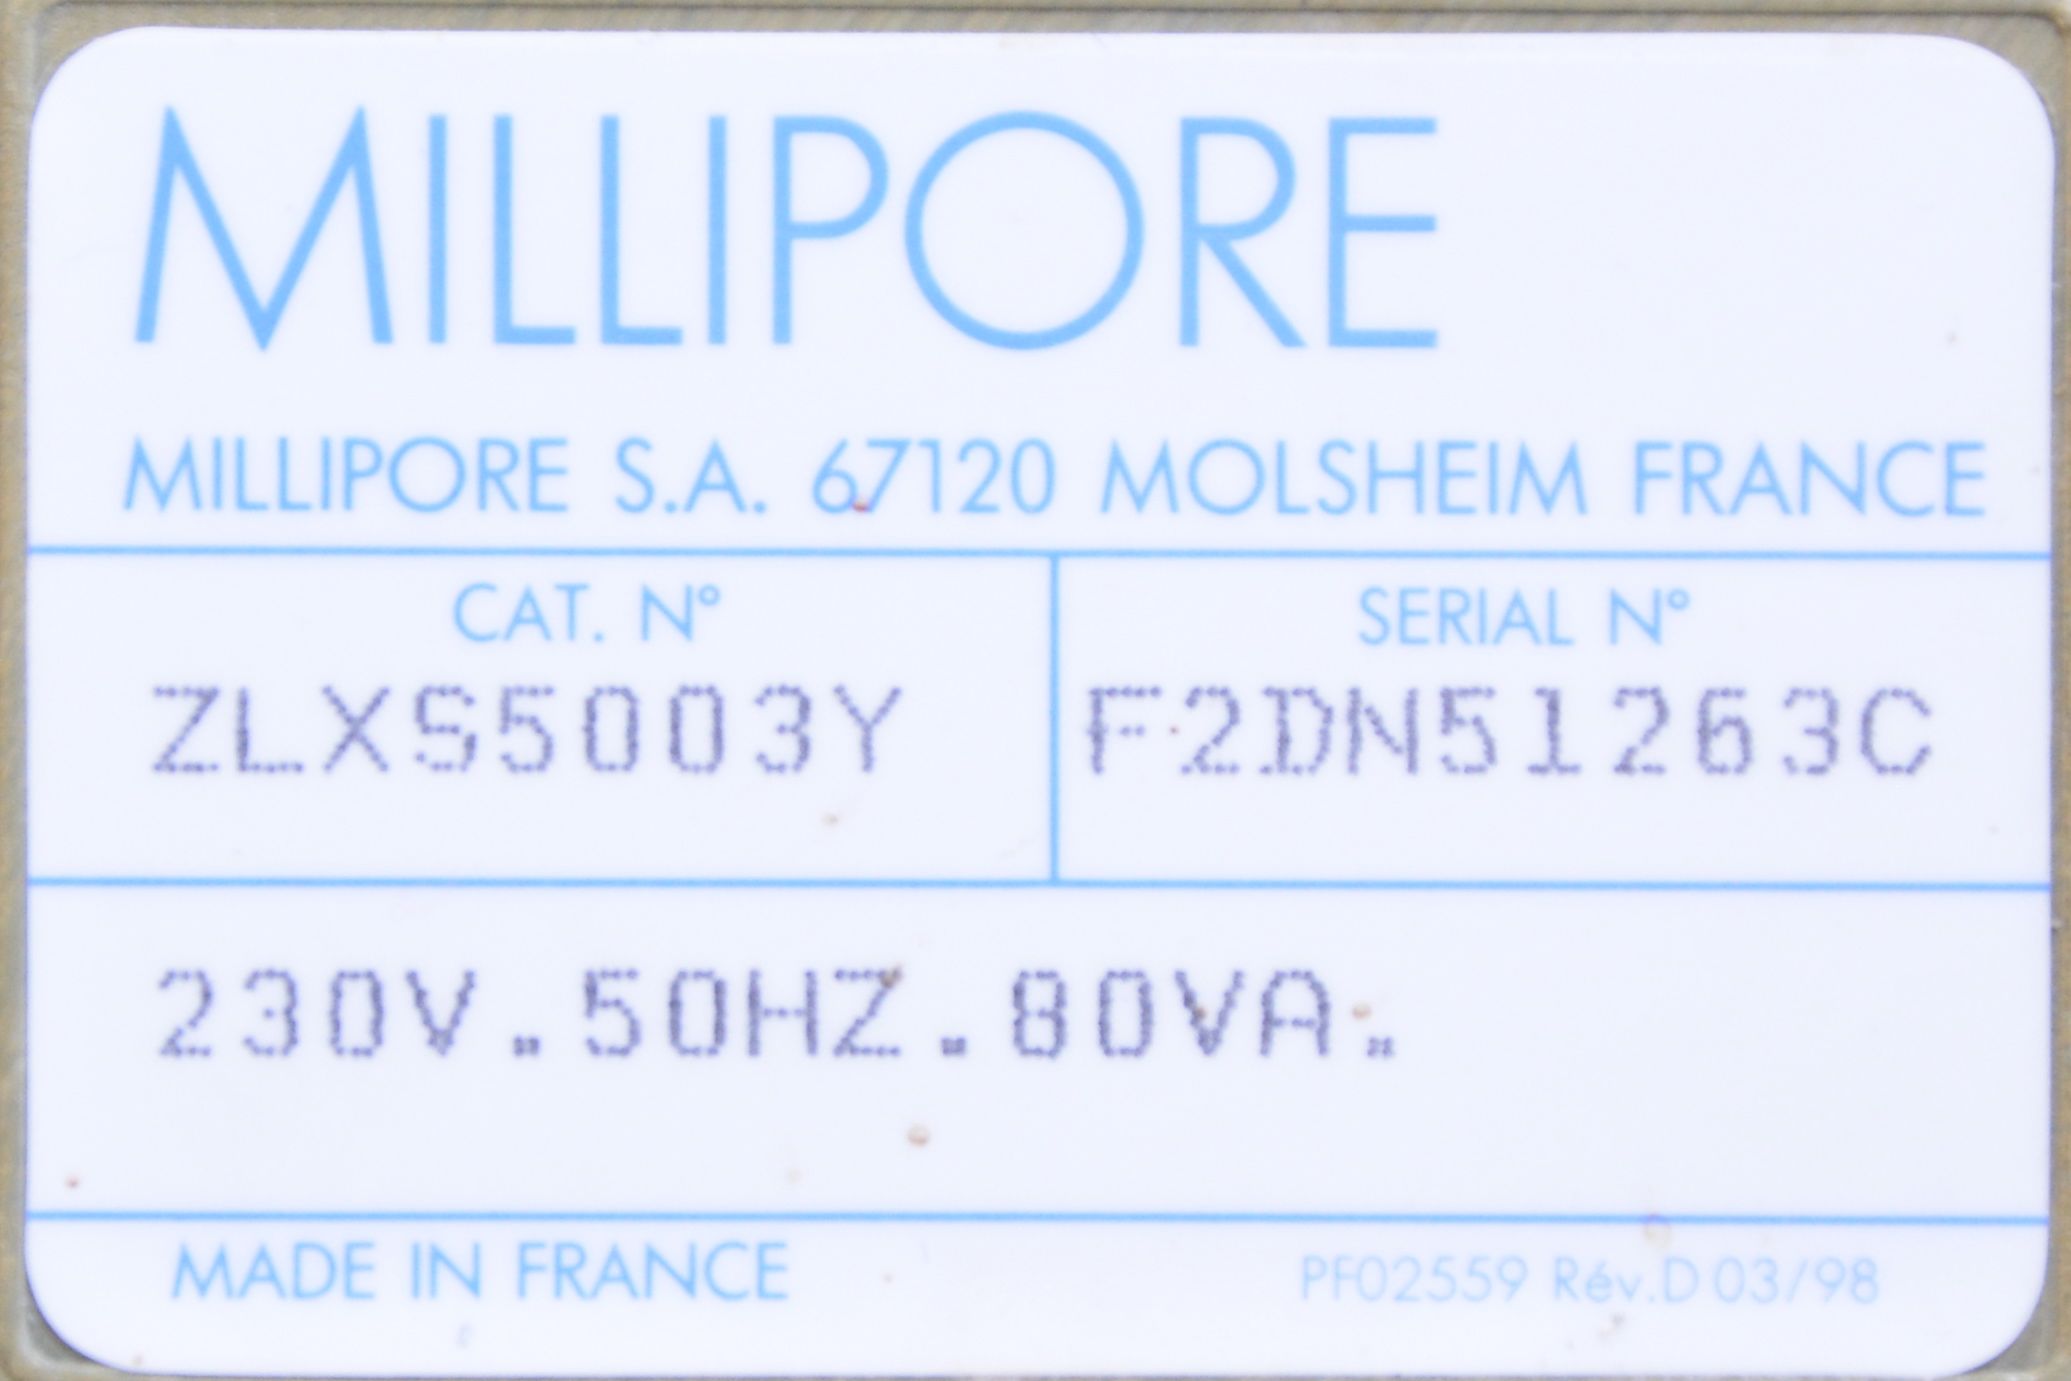 MILLIPORE
MILLIPORE S.A. 67120 MOLSHEIM FRANCE
CAT. N°
ZLXS5003Y
SERIAL N°
F2DN51263C
230V.50HZ.80VA.
MADE IN FRANCE
PF02559 Rév.D 03/98